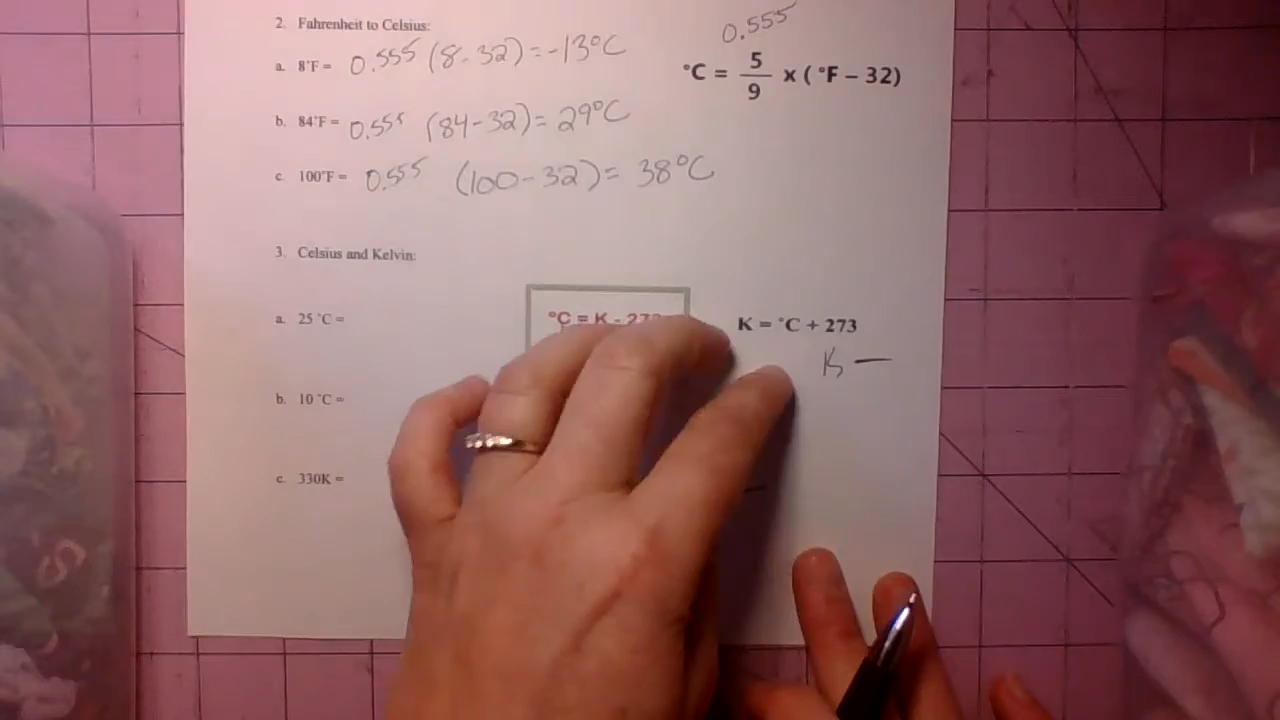 2. Fahrenheit to Celsius:
0.555
a. 8°F = 0.555 (8-32) = -13°C
°C = 5/9 x (°F – 32)
b. 84°F = 0.555 (84-32) = 29°C
c. 100°F = 0.555 (100-32) = 38°C
3. Celsius and Kelvin:
a. 25 °C =
°C = K - 273
K = °C + 273
K —
b. 10 °C =
c. 330K =